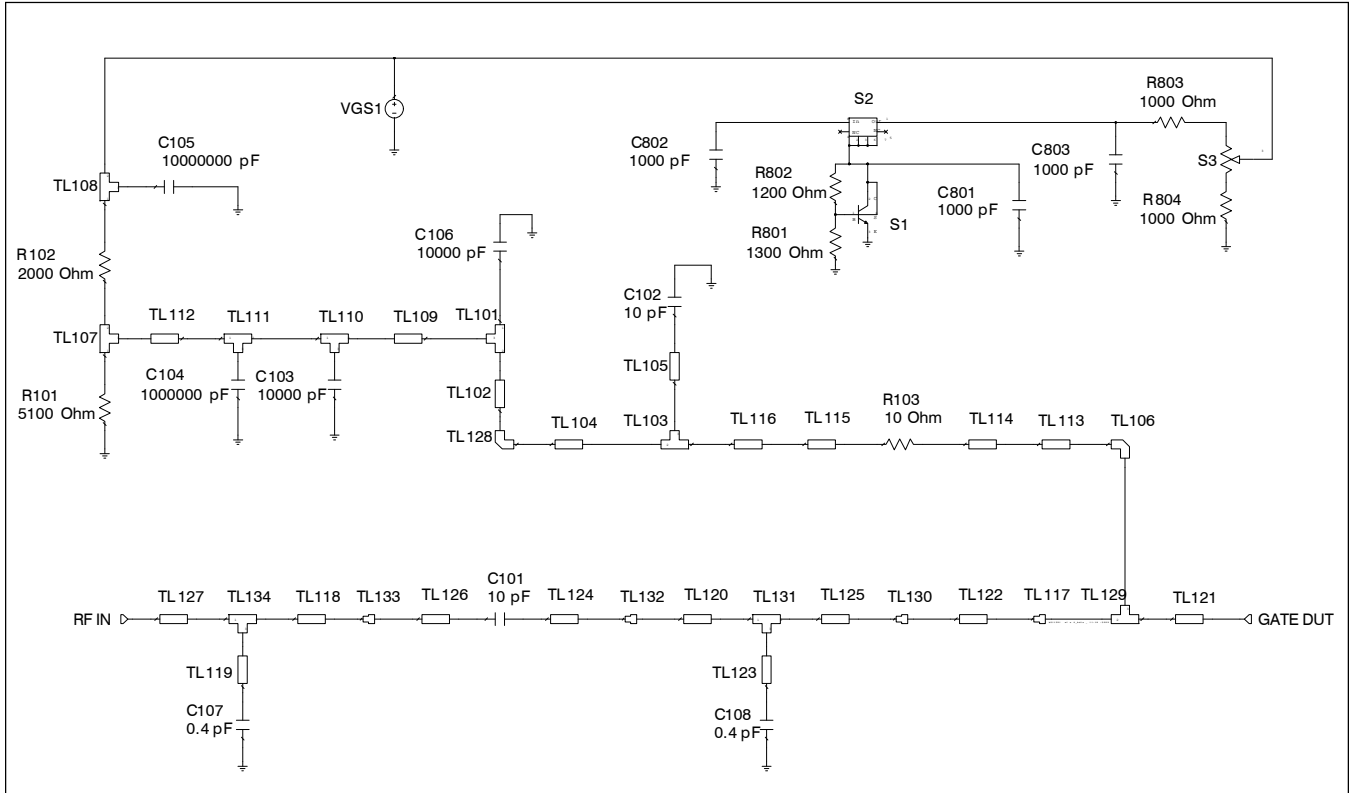 R803
1000 Ohm
S2
VGS1
C105
10000000 pF
C802
1000 pF
C803
1000 pF
S3
TL108
R802
1200 Ohm
C801
1000 pF
R804
1000 Ohm
S1
R801
1300 Ohm
C106
10000 pF
R102
2000 Ohm
C102
10 pF
TL112
TL111
TL110
TL109
TL101
TL107
C104
1000000 pF
C103
10000 pF
TL105
R101
5100 Ohm
TL102
R103
10 Ohm
TL128
TL104
TL103
TL116
TL115
TL114
TL113
TL106
C101
10 pF
TL127
TL134
TL118
TL133
TL126
TL124
TL132
TL120
TL131
TL125
TL130
TL122
TL117
TL129
TL121
RF IN
GATE DUT
TL119
TL123
C107
0.4 pF
C108
0.4 pF